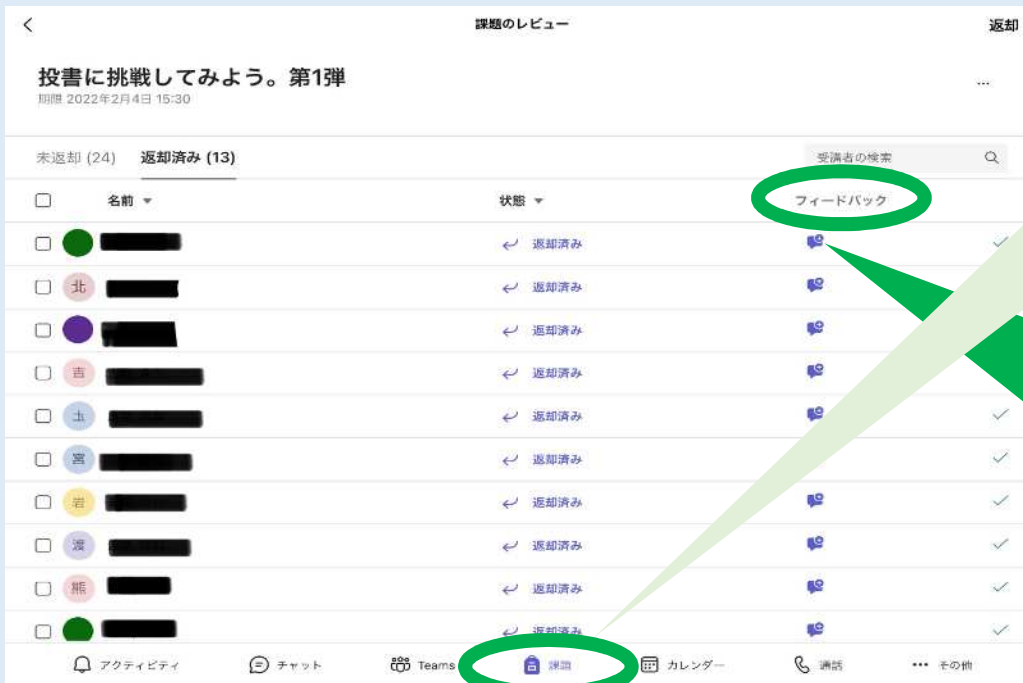 課題のレビュー
返却
投書に挑戦してみよう。第1弾
期限 2022年2月4日 15:30
...
未返却 (24) 返却済み (13) 受講者の検索
名前 状態 フィードバック
返却済み
北 返却済み
返却済み
吉 返却済み
返却済み
宮 返却済み
岩 返却済み
渡 返却済み
熊 返却済み
返却済み
アクティビティ チャット Teams 課題 カレンダー 通話 その他